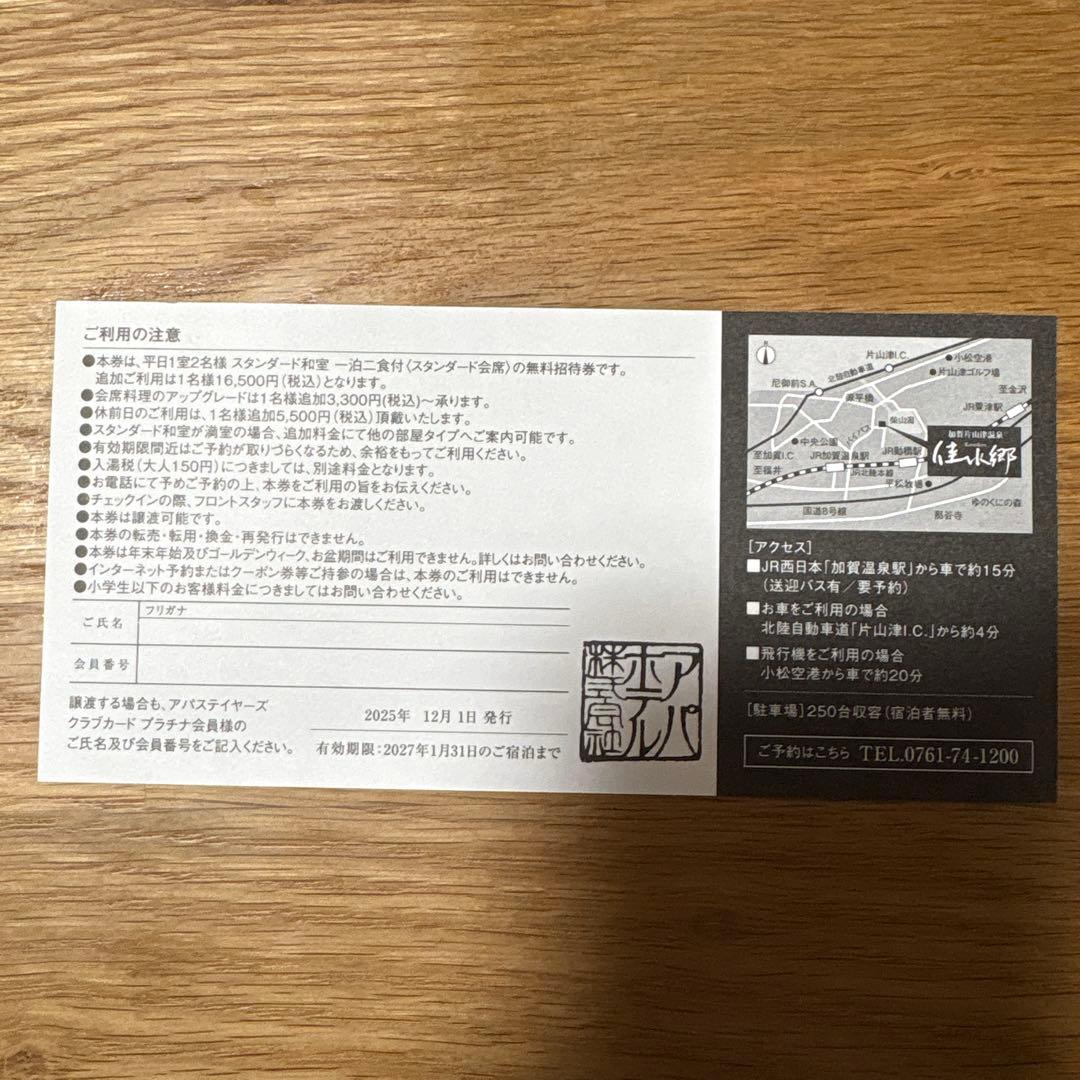 ご利用の注意
●本券は、平日1室2名様 スタンダード和室 一泊二食付〈スタンダード会席〉の無料招待券です。
追加ご利用は1名様16,500円(税込)となります。
●会席料理のアップグレードは1名様追加3,300円(税込)〜承ります。
●休前日のご利用は、1名様追加5,500円(税込)頂戴いたします。
●スタンダード和室が満室の場合、追加料金にて他の部屋タイプへご案内可能です。
●有効期限間近はご予約が取りづらくなるため、余裕をもってご利用ください。
●入湯税(大人150円)につきましては、別途料金となります。
●お電話にて予めご予約の上、本券をご利用の旨をお伝えください。
●チェックインの際、フロントスタッフに本券をお渡しください。
●本券は譲渡可能です。
●本券の転売・転用・換金・再発行はできません。
●本券は年末年始及びゴールデンウィーク、お盆期間はご利用できません。詳しくはお問い合わせください。
●インターネット予約またはクーポン券等ご持参の場合は、本券のご利用はできません。
●小学生以下のお客様料金につきましてはお問い合わせください。
フリガナ
ご氏名
会員番号
譲渡する場合も、アパステイヤーズ
クラブカード プラチナ会員様の
ご氏名及び会員番号をご記入ください。
2025年 12月 1日 発行
有効期限:2027年1月31日のご宿泊まで
アパ
ホテル
株式会社
N
片山津I.C.
小松空港
北陸自動車道
片山津ゴルフ場
尼御前S.A.
至金沢
源平橋
JR粟津駅
柴山潟
加賀片山津温泉
佳水郷
バイパス
中央公園
JR動橋駅
至加賀I.C
JR加賀温泉駅
至福井
JR北陸本線
平松牧場
ゆのくにの森
国道8号線
那谷寺
[アクセス]
■JR西日本「加賀温泉駅」から車で約15分
(送迎バス有/要予約)
■お車をご利用の場合
北陸自動車道「片山津I.C.」から約4分
■飛行機をご利用の場合
小松空港から車で約20分
[駐車場]250台収容(宿泊者無料)
ご予約はこちら TEL.0761-74-1200